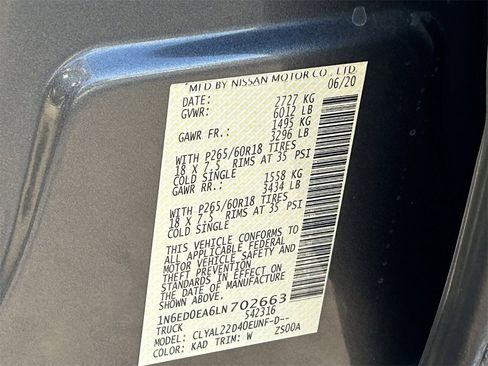 MFD BY NISSAN MOTOR CO., LTD.
DATE: 06/20
GVWR: 2727 KG
6012 LB
GAWR FR.: 1495 KG
3296 LB
WITH P265/60R18 TIRES
18 X 7.5 RIMS AT 35 PSI
COLD SINGLE
GAWR RR.: 1558 KG
3434 LB
WITH P265/60R18 TIRES
18 X 7.5 RIMS AT 35 PSI
COLD SINGLE
THIS VEHICLE CONFORMS TO
ALL APPLICABLE FEDERAL
MOTOR VEHICLE SAFETY
STANDARDS IN EFFECT ON
THE DATE OF MANUFACTURE
SHOWN ABOVE.
1N6ED0EA6LN702663
TRUCK 542316
MODEL: CLYAL22D40EUNF-D--
COLOR: KAD TRIM: W ZS00A